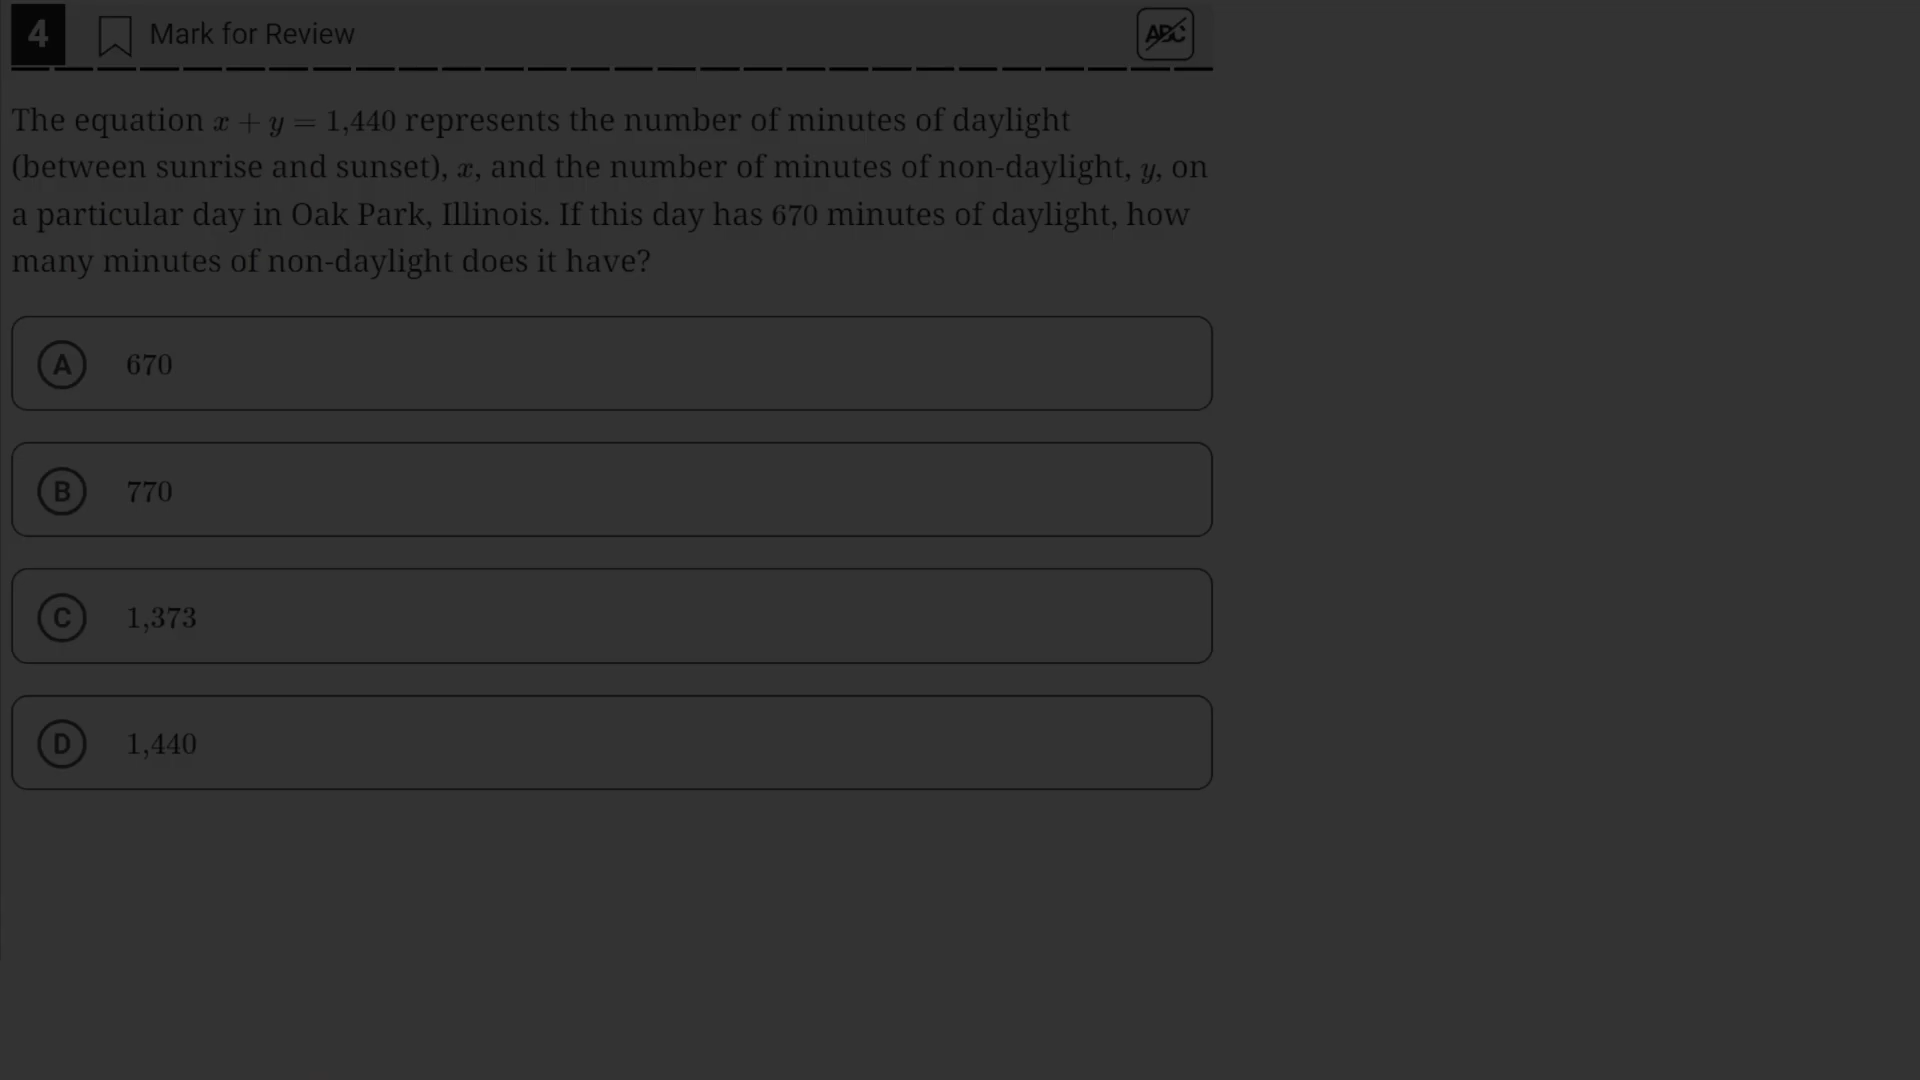 4 Mark for Review ABC
The equation x + y = 1,440 represents the number of minutes of daylight
(between sunrise and sunset), x, and the number of minutes of non-daylight, y, on
a particular day in Oak Park, Illinois. If this day has 670 minutes of daylight, how
many minutes of non-daylight does it have?
A 670
B 770
C 1,373
D 1,440